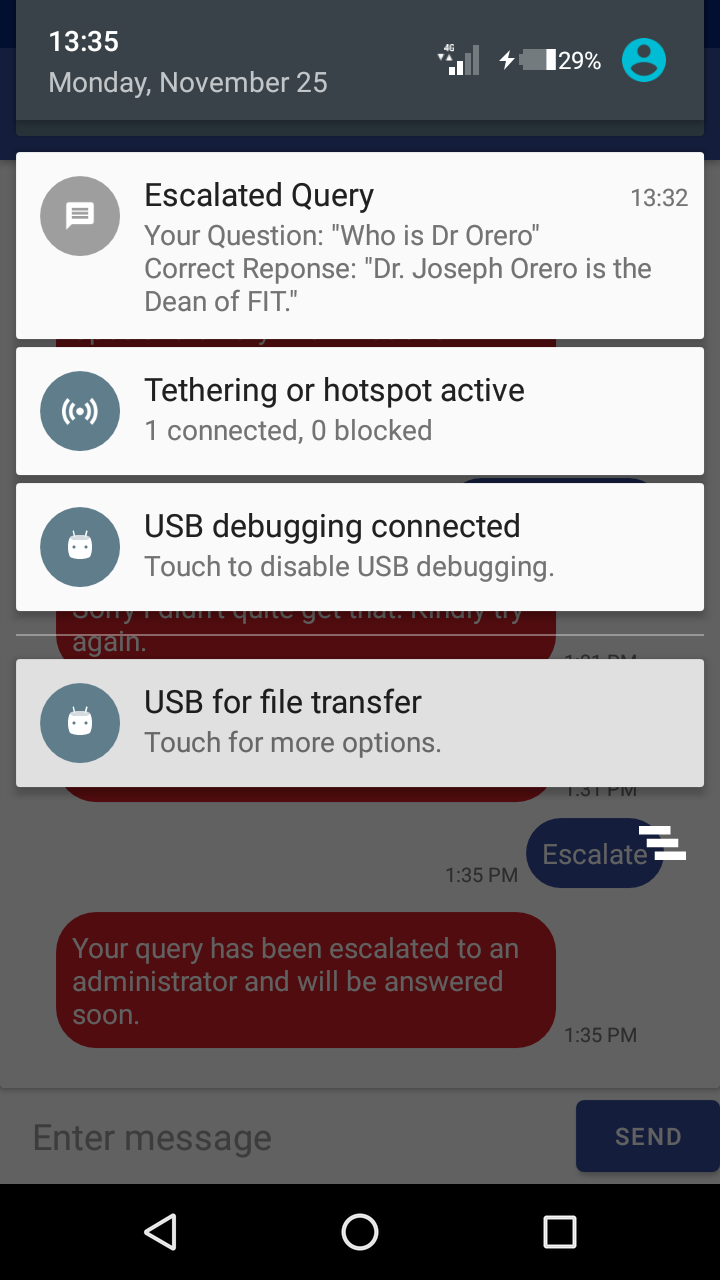 13:35
4G
29%
Monday, November 25
Escalated Query
13:32
Your Question: "Who is Dr Orero"
Correct Reponse: "Dr. Joseph Orero is the
Dean of FIT."
Tethering or hotspot active
1 connected, 0 blocked
USB debugging connected
Touch to disable USB debugging.
Sorry I didn't quite get that. Kindly try
again.
USB for file transfer
Touch for more options.
1:31 PM
Escalate
1:35 PM
Your query has been escalated to an
administrator and will be answered
soon.
1:35 PM
Enter message
SEND